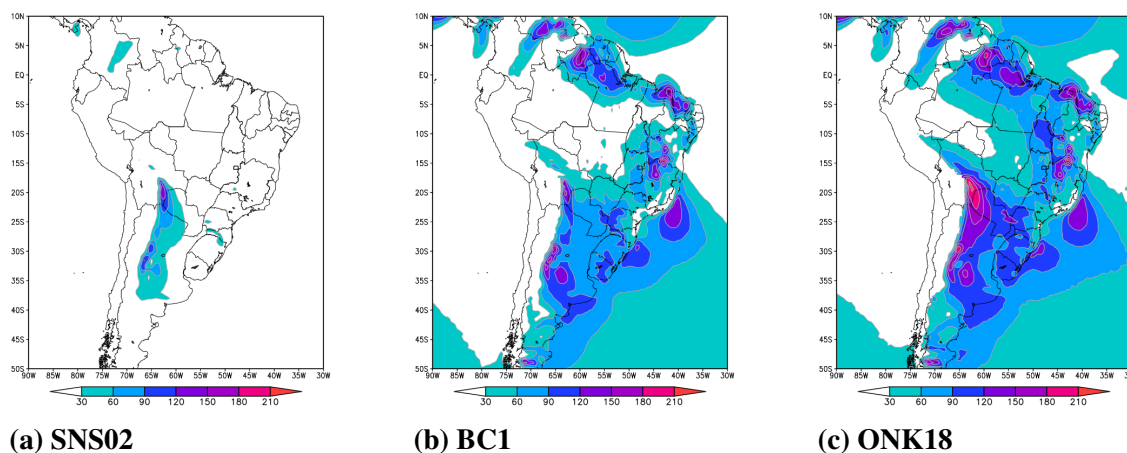 10N
5N
EQ
5S
10S
15S
20S
25S
30S
35S
40S
45S
50S
90W 85W 80W 75W 70W 65W 60W 55W 50W 45W 40W 35W 30W
30 60 90 120 150 180 210
(a) SNS02
10N
5N
EQ
5S
10S
15S
20S
25S
30S
35S
40S
45S
50S
90W 85W 80W 75W 70W 65W 60W 55W 50W 45W 40W 35W 30W
30 60 90 120 150 180 210
(b) BC1
10N
5N
EQ
5S
10S
15S
20S
25S
30S
35S
40S
45S
50S
90W 85W 80W 75W 70W 65W 60W 55W 50W 45W 40W 35W
30 60 90 120 150 180 210
(c) ONK18